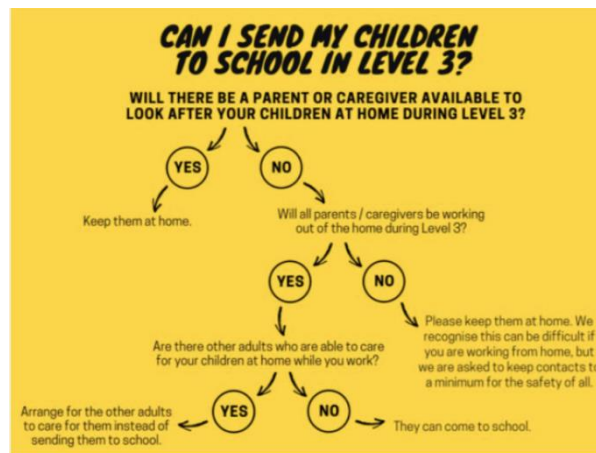 CAN I SEND MY CHILDREN
TO SCHOOL IN LEVEL 3?
WILL THERE BE A PARENT OR CAREGIVER AVAILABLE TO
LOOK AFTER YOUR CHILDREN AT HOME DURING LEVEL 3?
YES
NO
Keep them at home.
Will all parents / caregivers be working
out of the home during Level 3?
YES
NO
Please keep them at home. We
recognise this can be difficult if
you are working from home, but
we are asked to keep contacts to
a minimum for the safety of all.
Are there other adults who are able to care
for your children at home while you work?
YES
NO
Arrange for the other adults
to care for them instead of
sending them to school.
They can come to school.